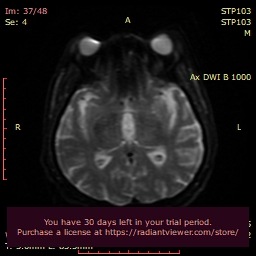 Im: 37/48
STP103
Se: 4
STP103
M
A
Ax DWI B 1000
R
L
You have 30 days left in your trial period.
Purchase a license at https://radiantviewer.com/store/